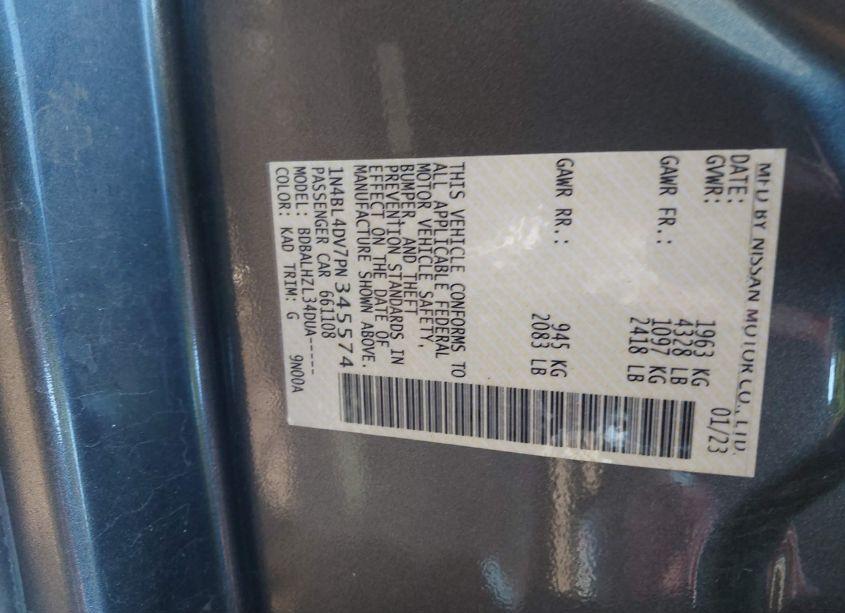 MFD BY NISSAN MOTOR CO., LTD.
DATE: 01/23
GVWR: 1963 KG
4328 LB
GAWR FR.: 1097 KG
2418 LB
GAWR RR.: 945 KG
2083 LB
THIS VEHICLE CONFORMS TO
ALL APPLICABLE FEDERAL
MOTOR VEHICLE SAFETY,
BUMPER, AND THEFT
PREVENTION STANDARDS IN
EFFECT ON THE DATE OF
MANUFACTURE SHOWN ABOVE.
1N4BL4DV7PN345574
PASSENGER CAR 661108
MODEL: BDBALHZL34DUA-----
COLOR: KAD TRIM: G 9N00A